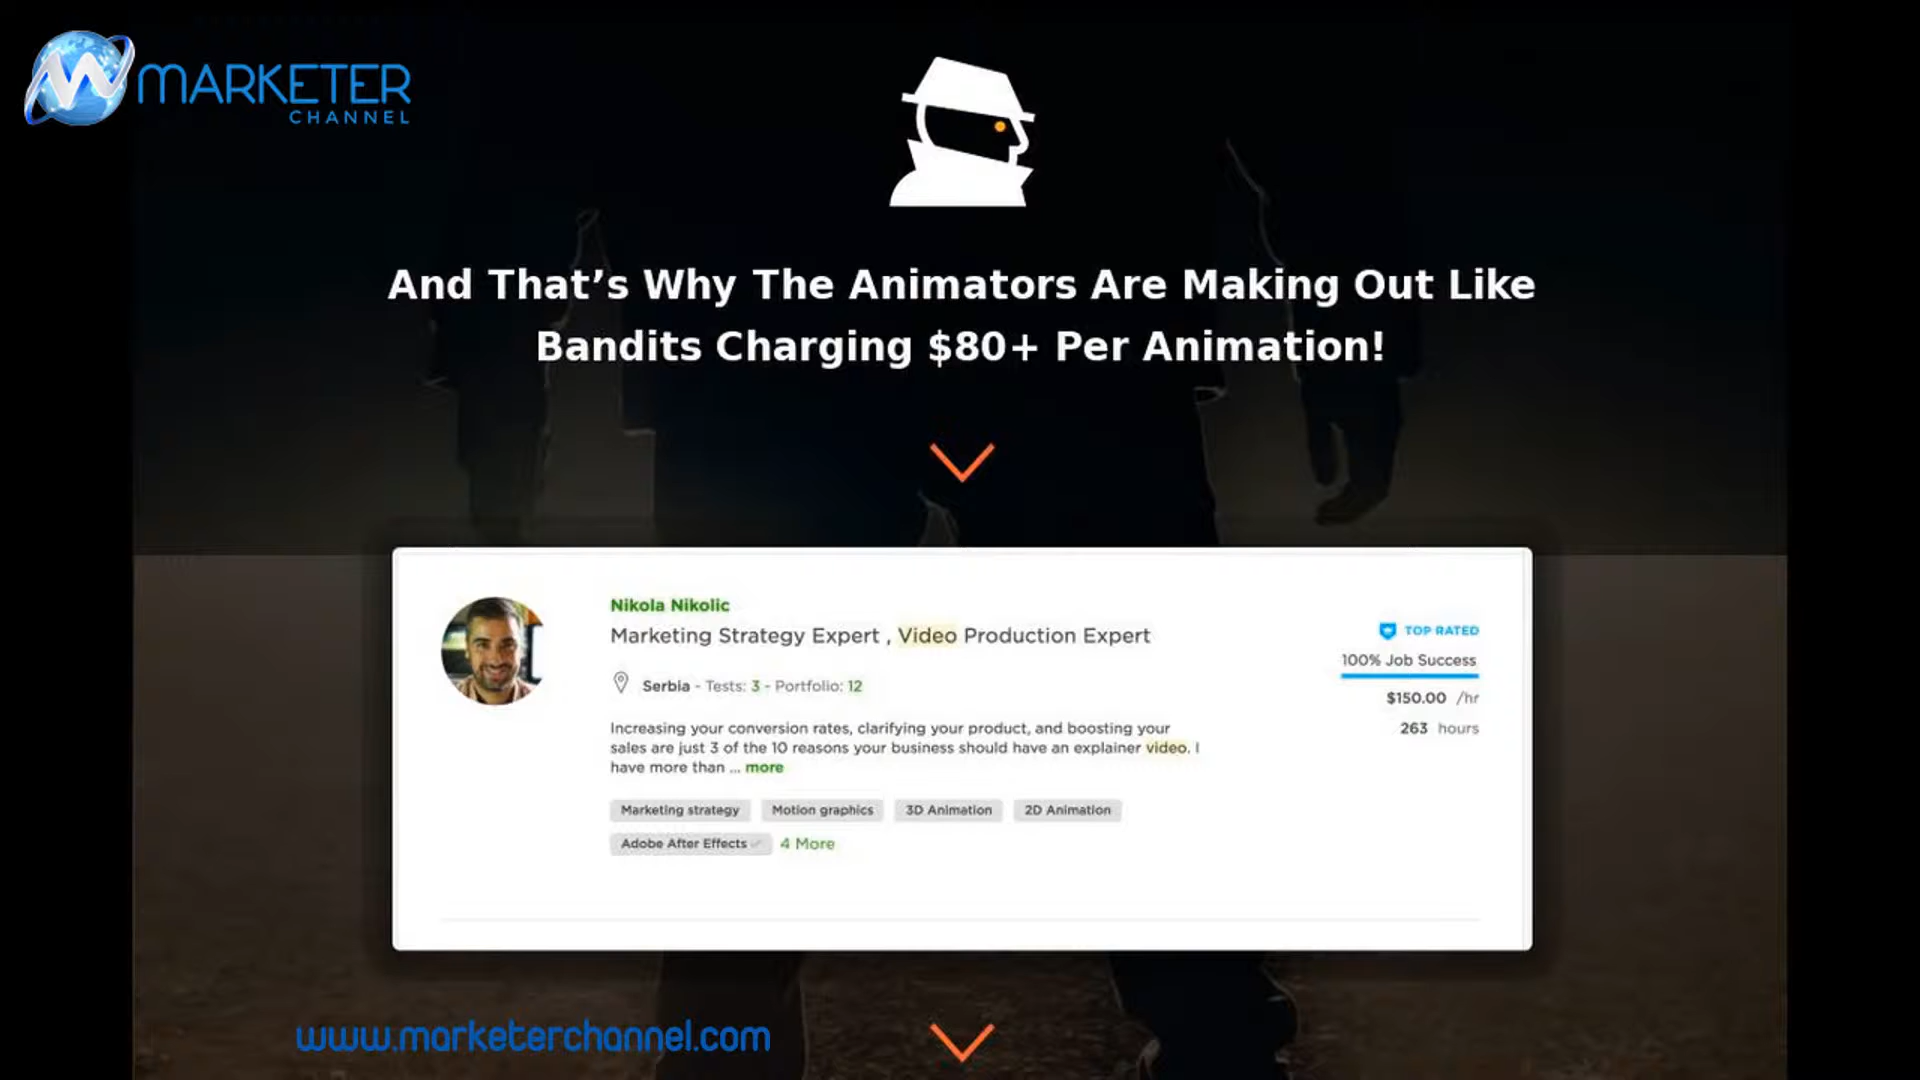 MARKETER
CHANNEL
And That’s Why The Animators Are Making Out Like
Bandits Charging $80+ Per Animation!
Nikola Nikolic
Marketing Strategy Expert , Video Production Expert
TOP RATED
100% Job Success
Serbia - Tests: 3 - Portfolio: 12
$150.00 /hr
263 hours
Increasing your conversion rates, clarifying your product, and boosting your
sales are just 3 of the 10 reasons your business should have an explainer video. I
have more than ... more
Marketing strategy
Motion graphics
3D Animation
2D Animation
Adobe After Effects
4 More
www.marketerchannel.com